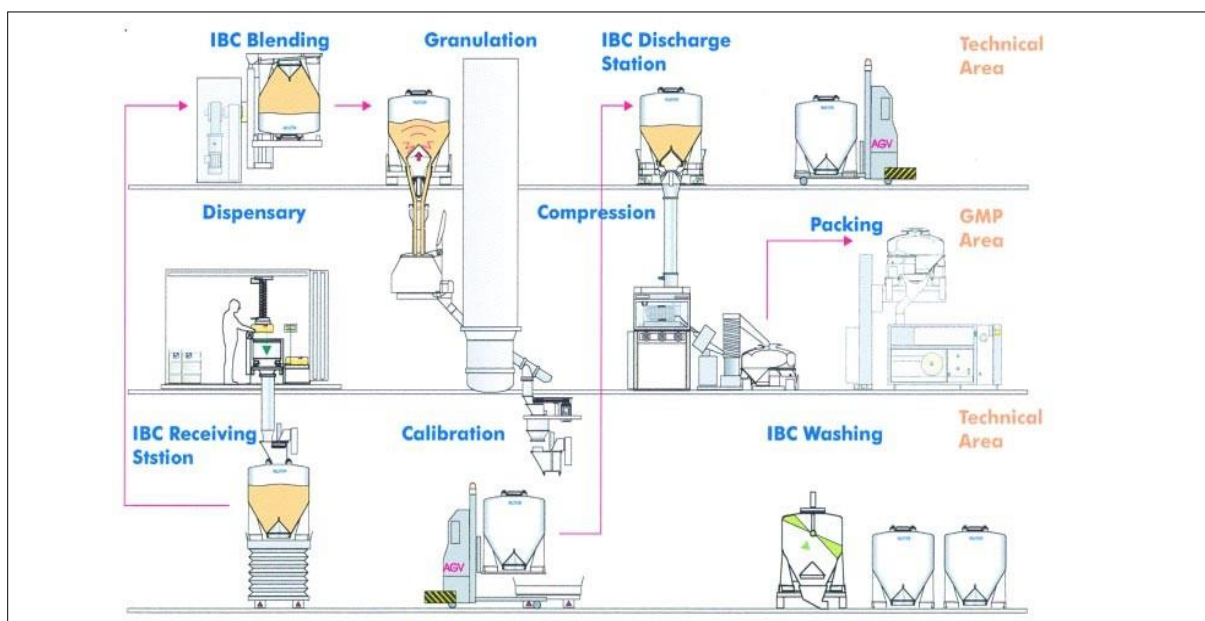 IBC Blending
Granulation
IBC Discharge
Station
Technical
Area
AGV
Dispensary
Compression
Packing
GMP
Area
IBC Receiving
Ststion
Calibration
IBC Washing
Technical
Area
AGV